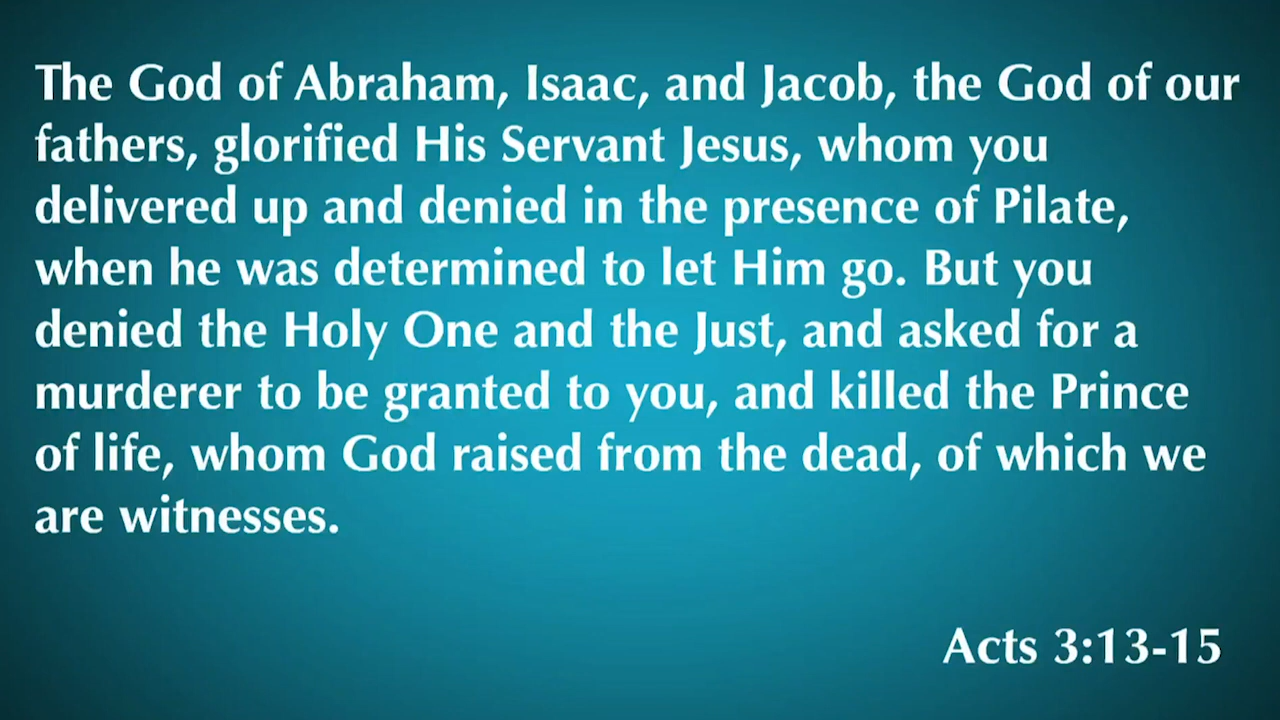 The God of Abraham, Isaac, and Jacob, the God of our
fathers, glorified His Servant Jesus, whom you
delivered up and denied in the presence of Pilate,
when he was determined to let Him go. But you
denied the Holy One and the Just, and asked for a
murderer to be granted to you, and killed the Prince
of life, whom God raised from the dead, of which we
are witnesses.
Acts 3:13-15